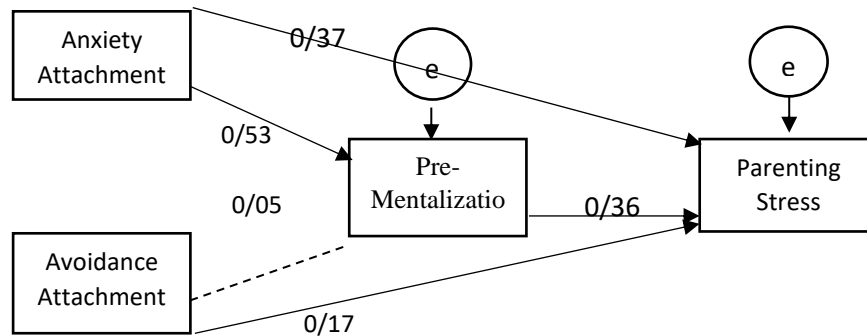 Anxiety
Attachment
0/37
e
e
0/53
Pre-
Mentalizatio
Parenting
Stress
0/05
0/36
Avoidance
Attachment
0/17